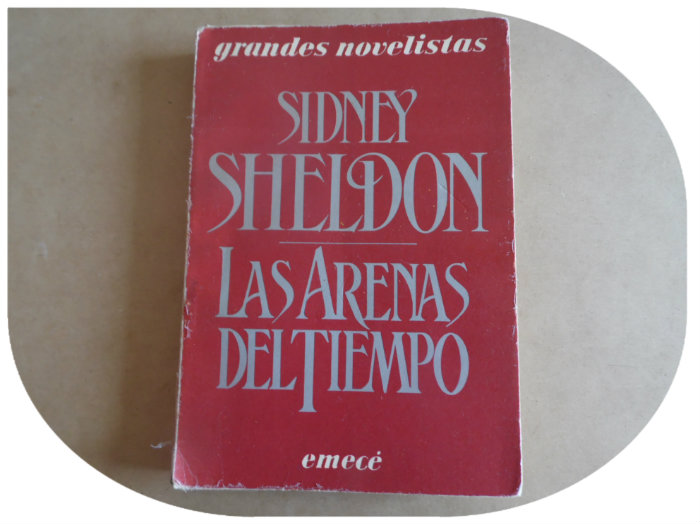 grandes novelistas
SIDNEY
SHELDON
LAS ARENAS
DEL TIEMPO
emecé